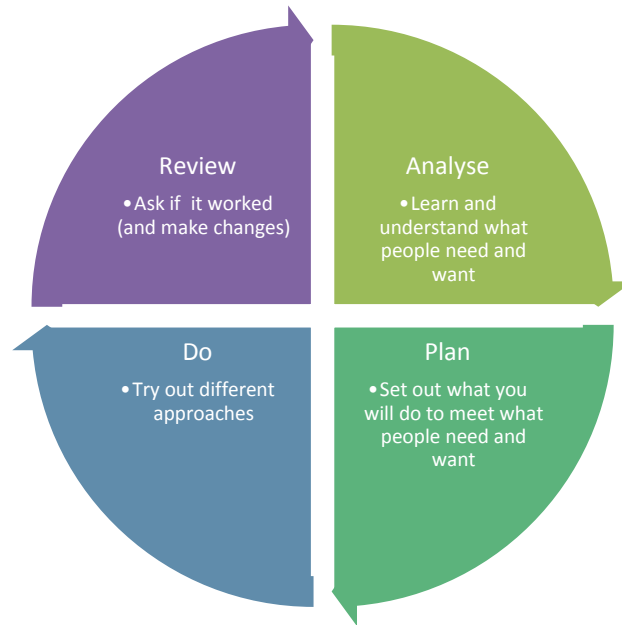 Review
•Ask if it worked
(and make changes)
Analyse
•Learn and
understand what
people need and
want
Do
•Try out different
approaches
Plan
•Set out what you
will do to meet what
people need and
want